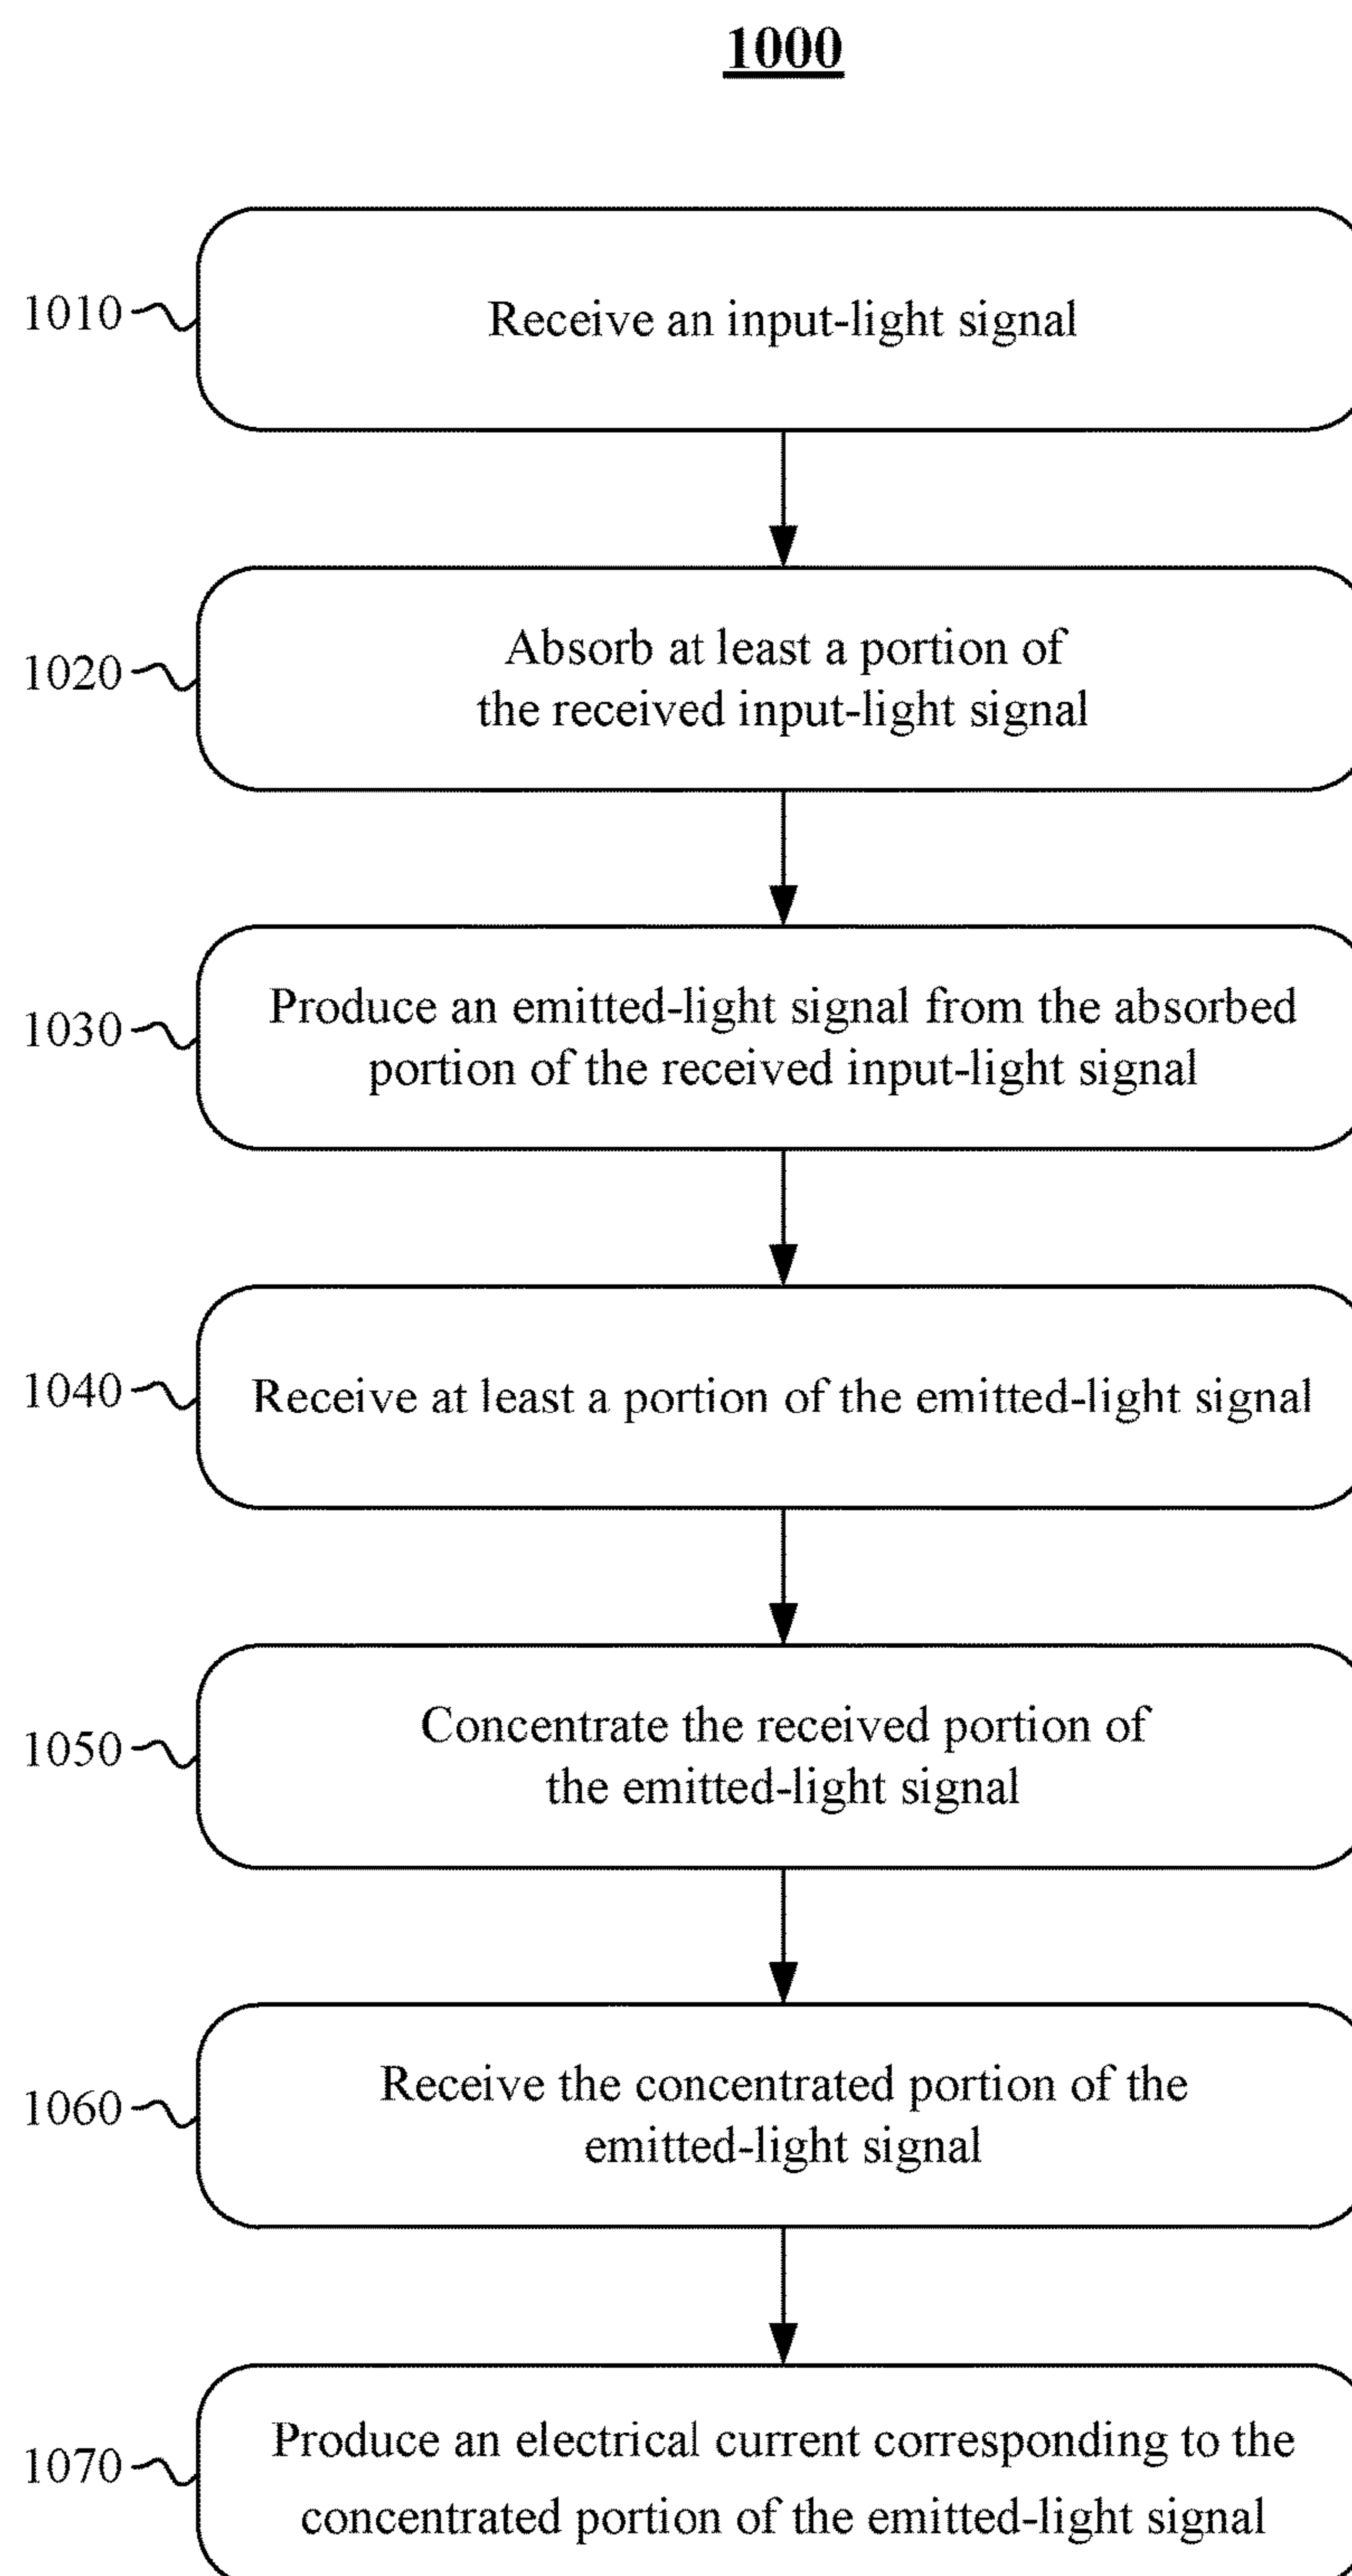 1000
1010
Receive an input-light signal
1020
Absorb at least a portion of
the received input-light signal
1030
Produce an emitted-light signal from the absorbed
portion of the received input-light signal
1040
Receive at least a portion of the emitted-light signal
1050
Concentrate the received portion of
the emitted-light signal
1060
Receive the concentrated portion of the
emitted-light signal
1070
Produce an electrical current corresponding to the
concentrated portion of the emitted-light signal